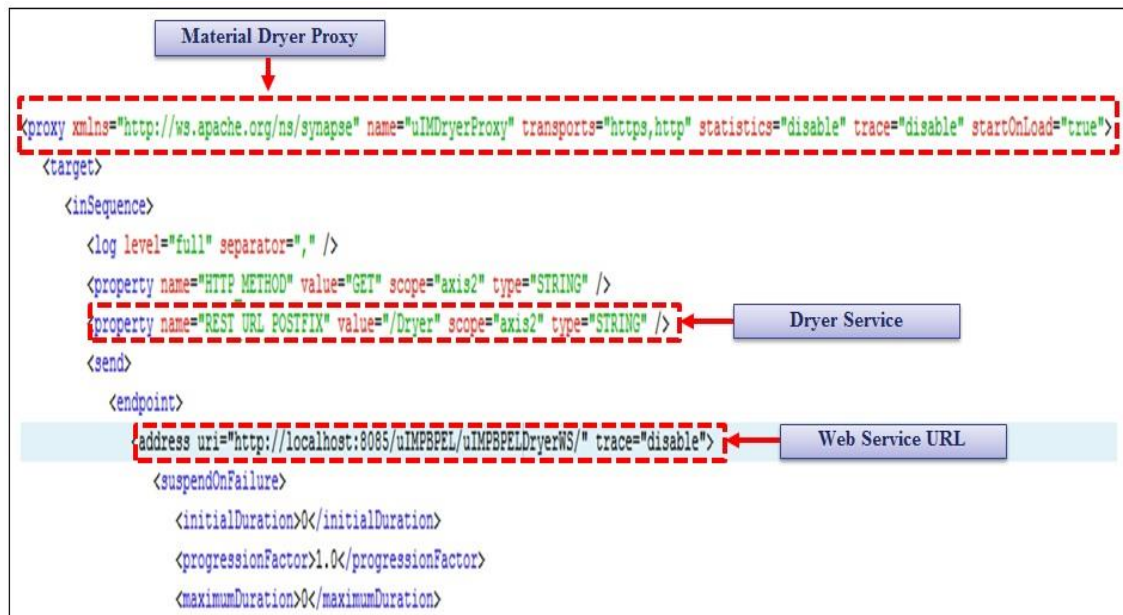 Material Dryer Proxy
<proxy xmlns="http://ws.apache.org/ns/synapse" name="uIMDryerProxy" transports="https,http" statistics="disable" trace="disable" startOnLoad="true">
<target>
<inSequence>
<log level="full" separator="," />
<property name="HTTP_METHOD" value="GET" scope="axis2" type="STRING" />
<property name="REST_URL_POSTFIX" value="/Dryer" scope="axis2" type="STRING" />
Dryer Service
<send>
<endpoint>
<address uri="http://localhost:8085/uIMPBPEL/uIMPBPELDryerWS/" trace="disable">
Web Service URL
<suspendOnFailure>
<initialDuration>0</initialDuration>
<progressionFactor>1.0</progressionFactor>
<maximumDuration>0</maximumDuration>